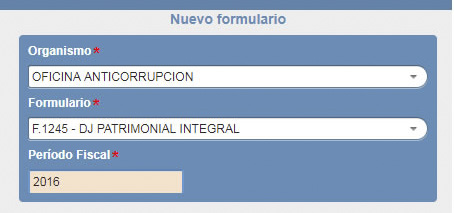 Nuevo formulario
Organismo *
OFICINA ANTICORRUPCION
Formulario *
F.1245 - DJ PATRIMONIAL INTEGRAL
Período Fiscal *
2016